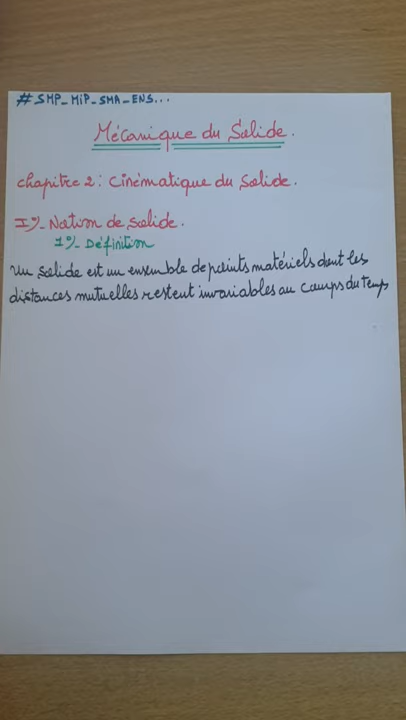 #SMP_MiP_SMA_ENS...
Mécanique du Solide.
Chapitre 2: Cinématique du Solide.
I°/- Notion de solide.
1°/- Définition
Un solide est un ensemble de points matériels dont les
distances mutuelles restent invariables au cours du temps